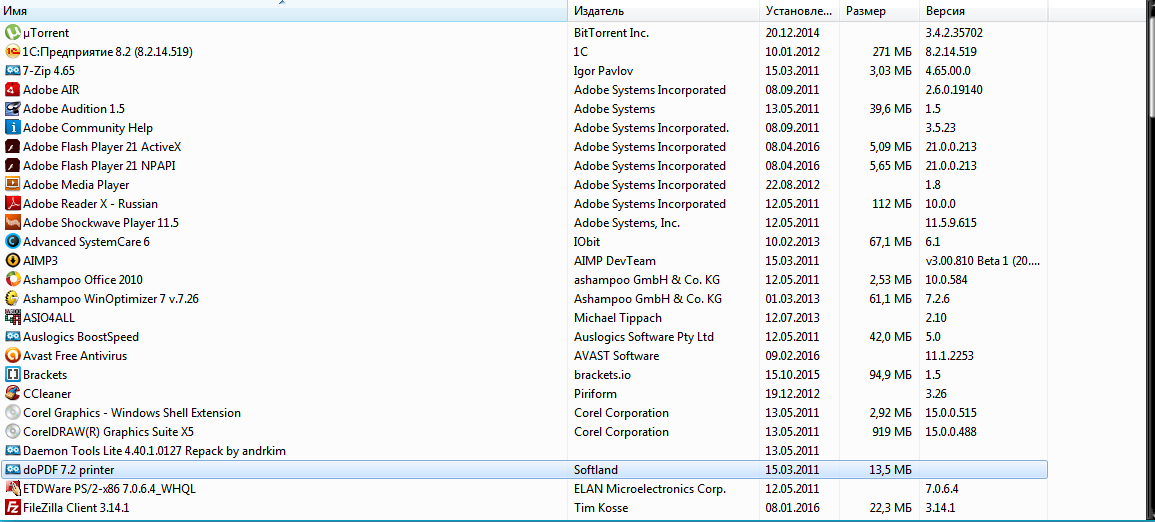 Имя Издатель Установле... Размер Версия
µTorrent BitTorrent Inc. 20.12.2014 3.4.2.35702
1С:Предприятие 8.2 (8.2.14.519) 1C 10.01.2012 271 МБ 8.2.14.519
7-Zip 4.65 Igor Pavlov 15.03.2011 3,03 МБ 4.65.00.0
Adobe AIR Adobe Systems Incorporated 08.09.2011 2.6.0.19140
Adobe Audition 1.5 Adobe Systems 13.05.2011 39,6 МБ 1.5
Adobe Community Help Adobe Systems Incorporated. 08.09.2011 3.5.23
Adobe Flash Player 21 ActiveX Adobe Systems Incorporated 08.04.2016 5,09 МБ 21.0.0.213
Adobe Flash Player 21 NPAPI Adobe Systems Incorporated 08.04.2016 5,65 МБ 21.0.0.213
Adobe Media Player Adobe Systems Incorporated 22.08.2012 1.8
Adobe Reader X - Russian Adobe Systems Incorporated 12.05.2011 112 МБ 10.0.0
Adobe Shockwave Player 11.5 Adobe Systems, Inc. 12.05.2011 11.5.9.615
Advanced SystemCare 6 IObit 10.02.2013 67,1 МБ 6.1
AIMP3 AIMP DevTeam 15.03.2011 v3.00.810 Beta 1 (20....
Ashampoo Office 2010 ashampoo GmbH & Co. KG 12.05.2011 2,53 МБ 10.0.584
Ashampoo WinOptimizer 7 v.7.26 Ashampoo GmbH & Co. KG 01.03.2013 61,1 МБ 7.2.6
ASIO4ALL Michael Tippach 12.07.2013 2.10
Auslogics BoostSpeed Auslogics Software Pty Ltd 12.05.2011 42,0 МБ 5.0
Avast Free Antivirus AVAST Software 09.02.2016 11.1.2253
Brackets brackets.io 15.10.2015 94,9 МБ 1.5
CCleaner Piriform 19.12.2012 3.26
Corel Graphics - Windows Shell Extension Corel Corporation 13.05.2011 2,92 МБ 15.0.0.515
CorelDRAW(R) Graphics Suite X5 Corel Corporation 13.05.2011 919 МБ 15.0.0.488
Daemon Tools Lite 4.40.1.0127 Repack by andrkim 13.05.2011
doPDF 7.2 printer Softland 15.03.2011 13,5 МБ
ETDWare PS/2-x86 7.0.6.4_WHQL ELAN Microelectronics Corp. 12.05.2011 7.0.6.4
FileZilla Client 3.14.1 Tim Kosse 08.01.2016 22,3 МБ 3.14.1